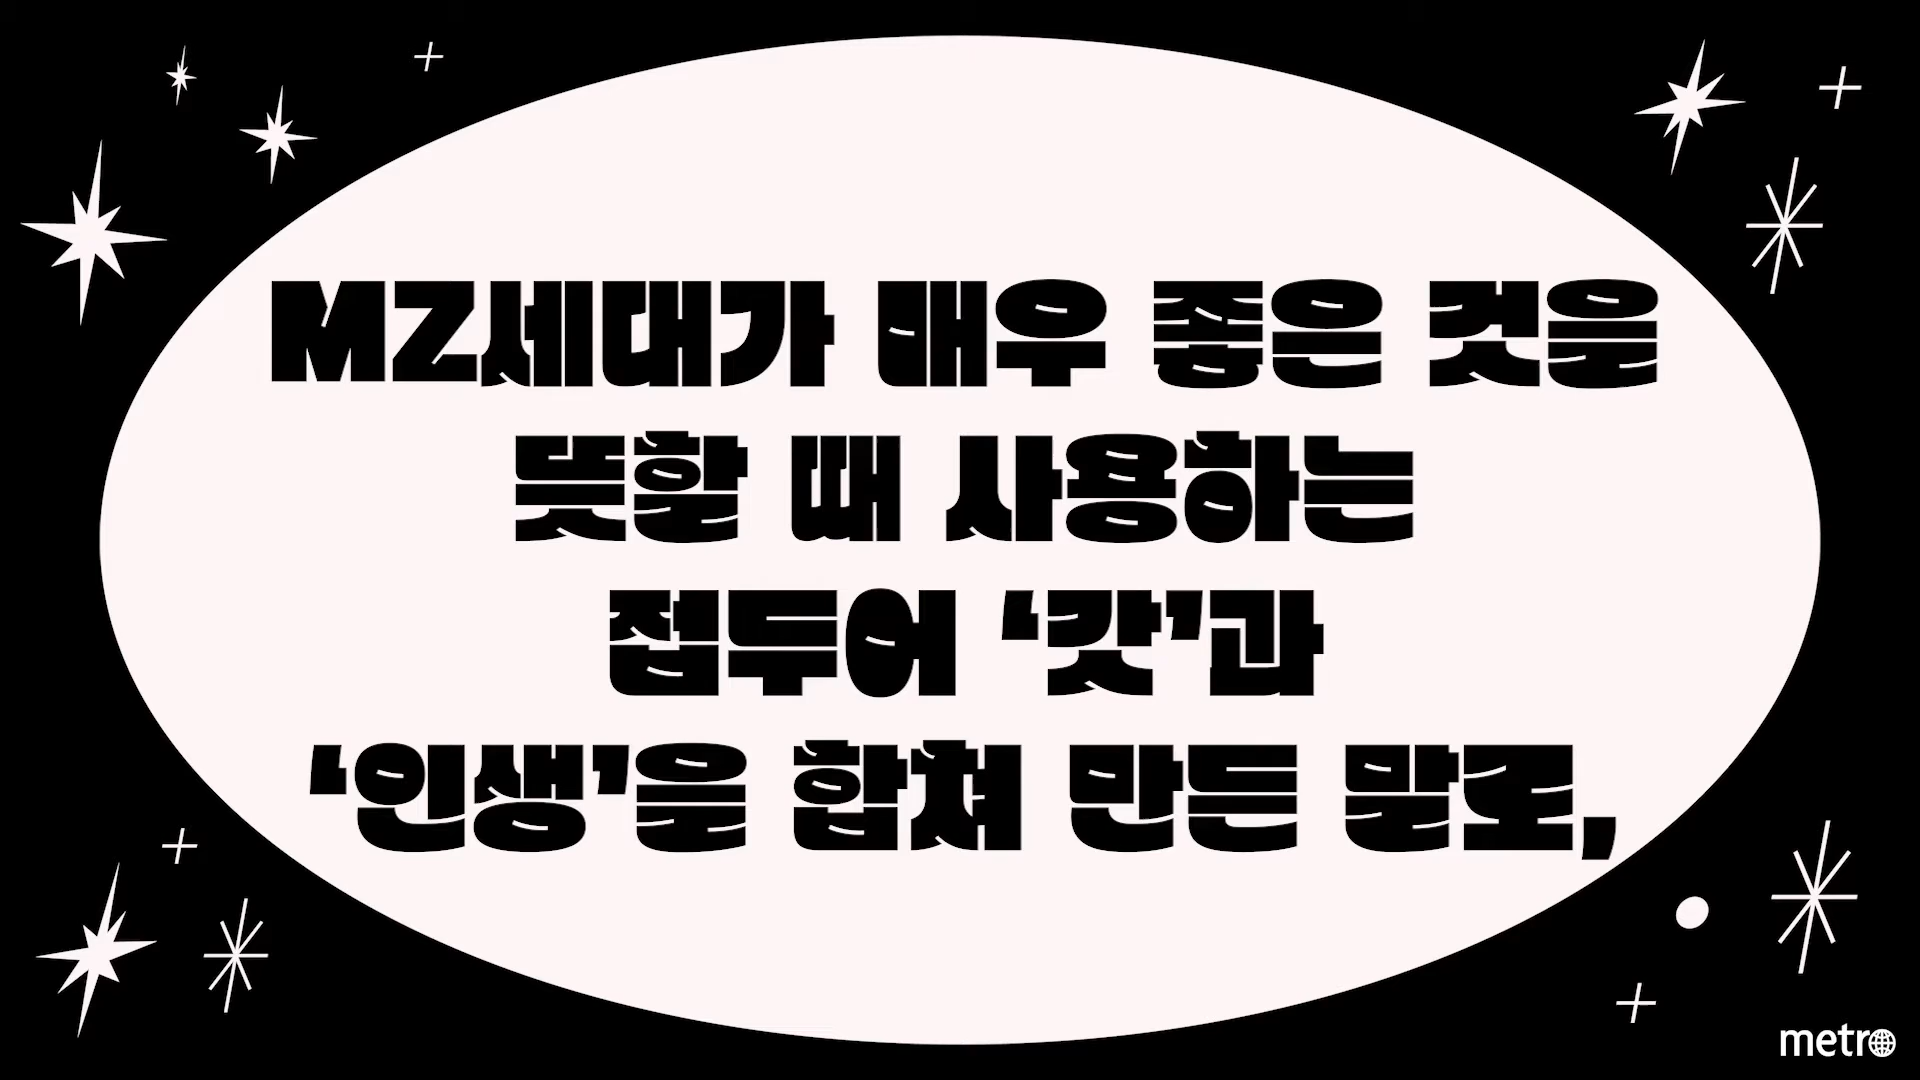 MZ세대가 매우 좋은 것을
뜻할 때 사용하는
접두어 ‘갓’과
‘인생’을 합쳐 만든 말로,
metro